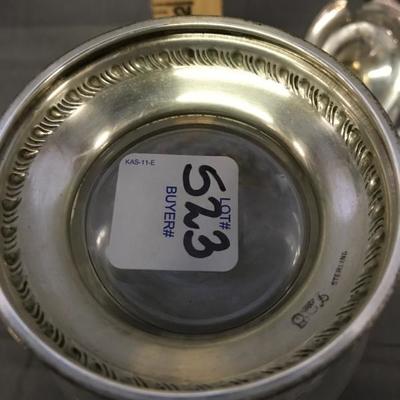 KAS-11-E
LOT#
523
BUYER#
STERLING